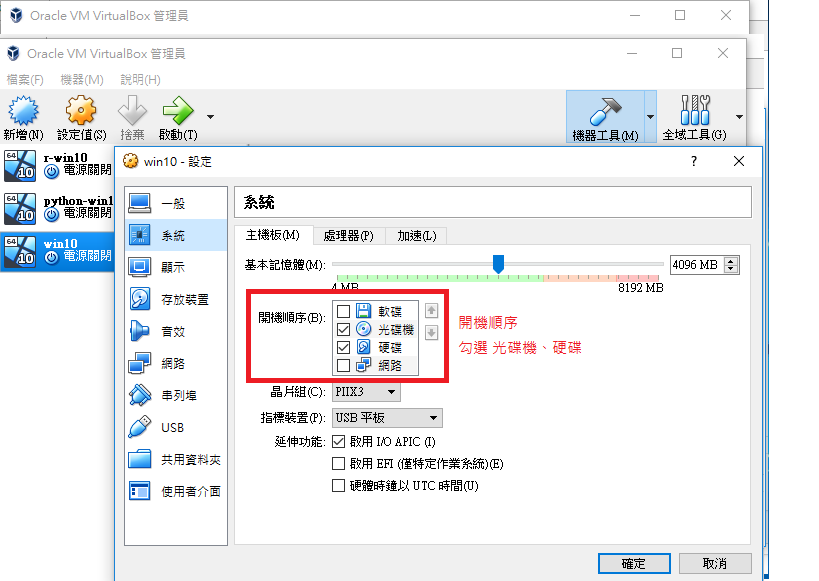 Oracle VM VirtualBox 管理員
Oracle VM VirtualBox 管理員
檔案(F) 機器(M) 說明(H)
新增(N) 設定值(S) 捨棄 啟動(T) 機器工具(M) 全域工具(G)
64 10 r-win10
電源關閉
64 10 python-win1
電源關閉
64 10 win10
電源關閉
win10 - 設定 ?
一般
系統
顯示
存放裝置
音效
網路
串列埠
USB
共用資料夾
使用者介面
系統
主機板(M) 處理器(P) 加速(L)
基本記憶體(M): 4096 MB
4 MB 8192 MB
開機順序(B): 軟碟
光碟機
硬碟
網路
開機順序
勾選 光碟機、硬碟
晶片組(C): PIIX3
指標裝置(P): USB 平板
延伸功能: 啟用 I/O APIC (I)
啟用 EFI (僅特定作業系統)(E)
硬體時鐘以 UTC 時間(U)
確定 取消